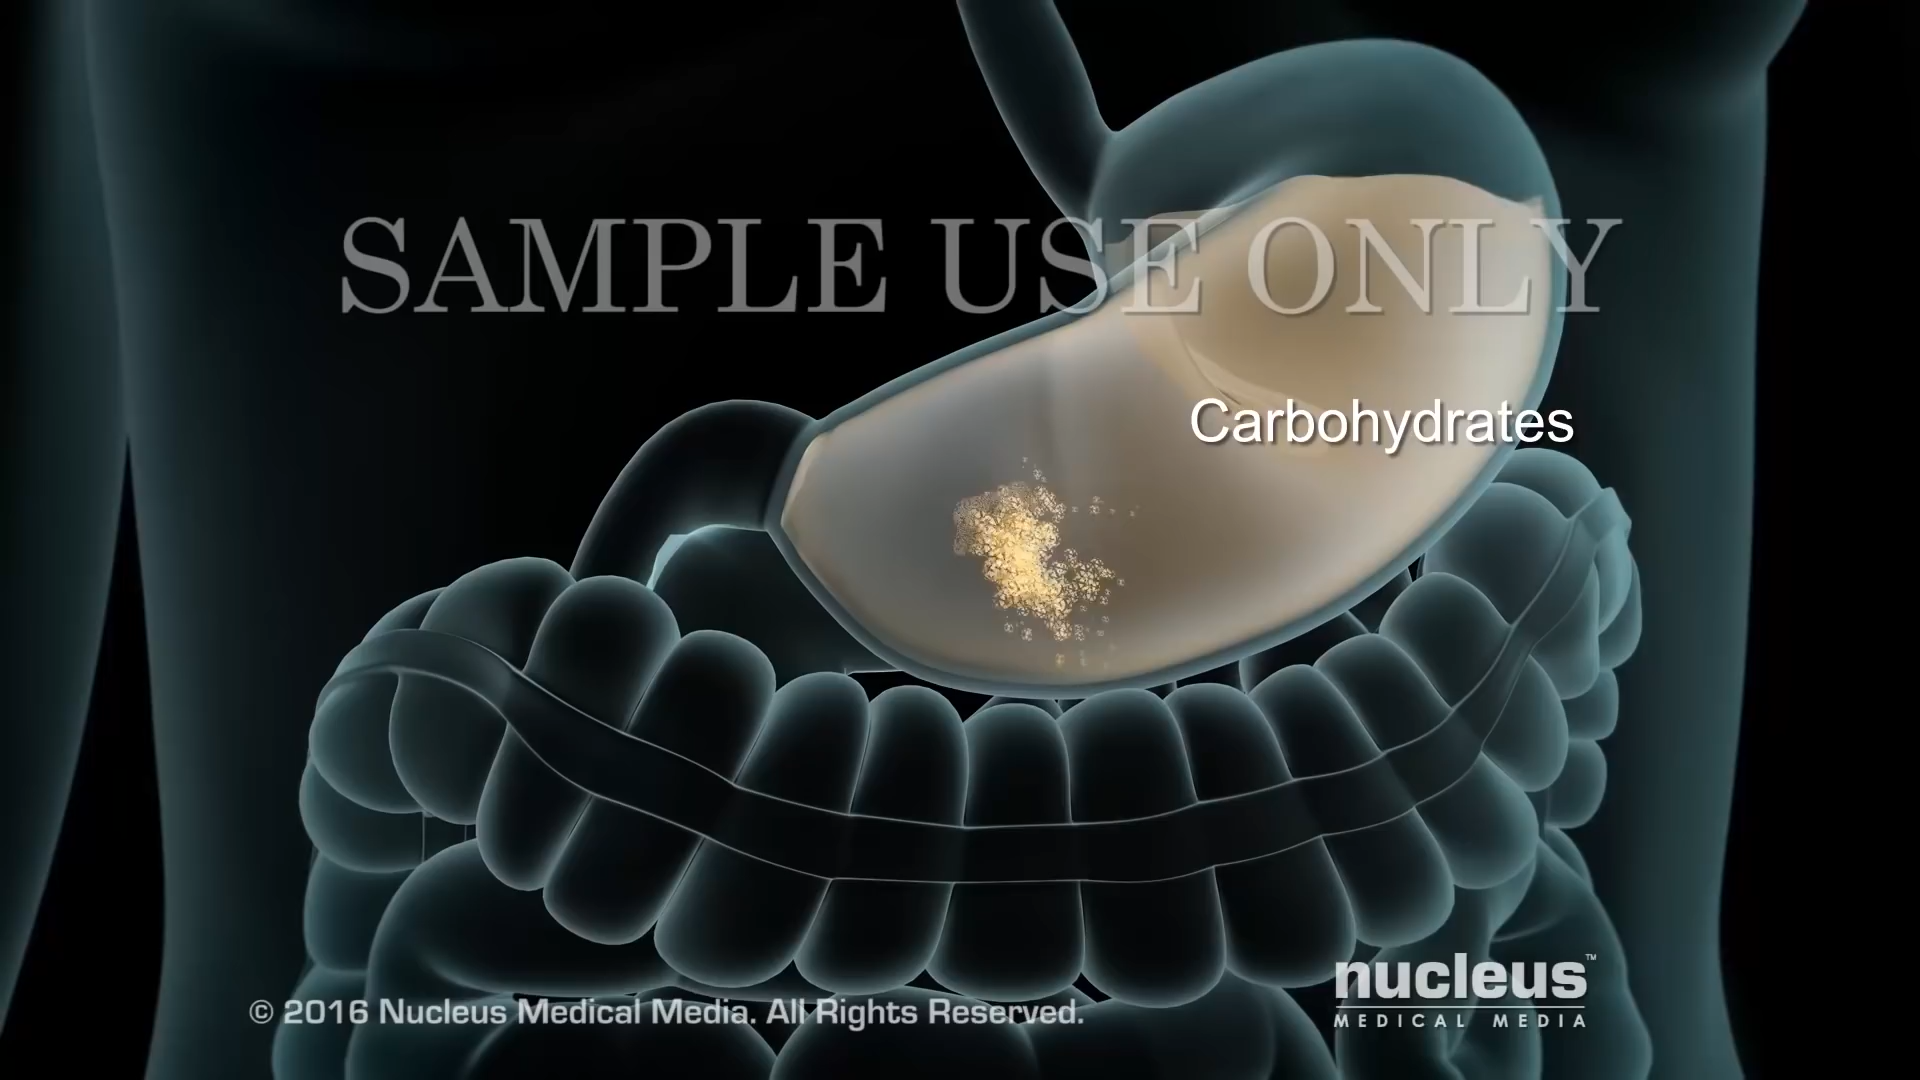 SAMPLE USE ONLY
Carbohydrates
nucleus™
MEDICAL MEDIA
© 2016 Nucleus Medical Media. All Rights Reserved.